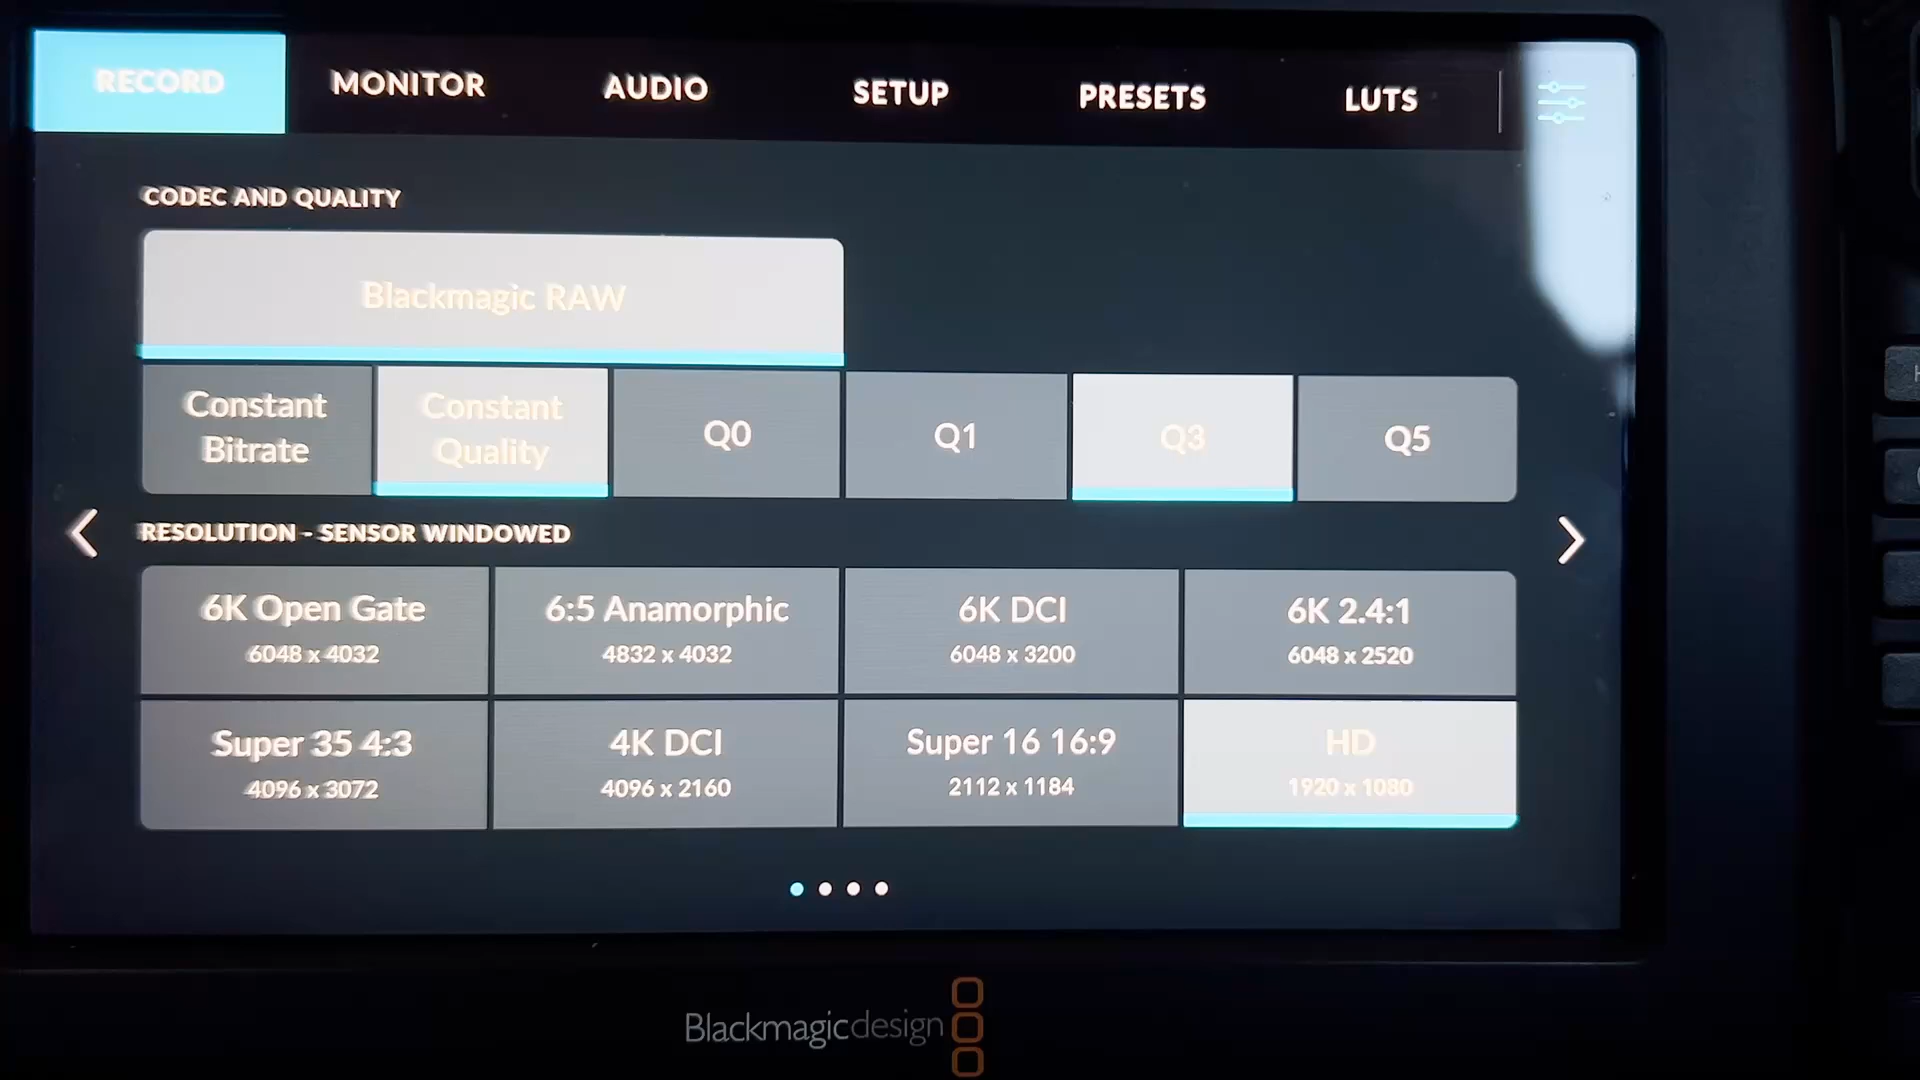 RECORD
MONITOR
AUDIO
SETUP
PRESETS
LUTS
CODEC AND QUALITY
Blackmagic RAW
Constant
Bitrate
Constant
Quality
Q0
Q1
Q3
Q5
RESOLUTION - SENSOR WINDOWED
6K Open Gate
6048 x 4032
6:5 Anamorphic
4832 x 4032
6K DCI
6048 x 3200
6K 2.4:1
6048 x 2520
Super 35 4:3
4096 x 3072
4K DCI
4096 x 2160
Super 16 16:9
2112 x 1184
HD
1920 x 1080
Blackmagicdesign